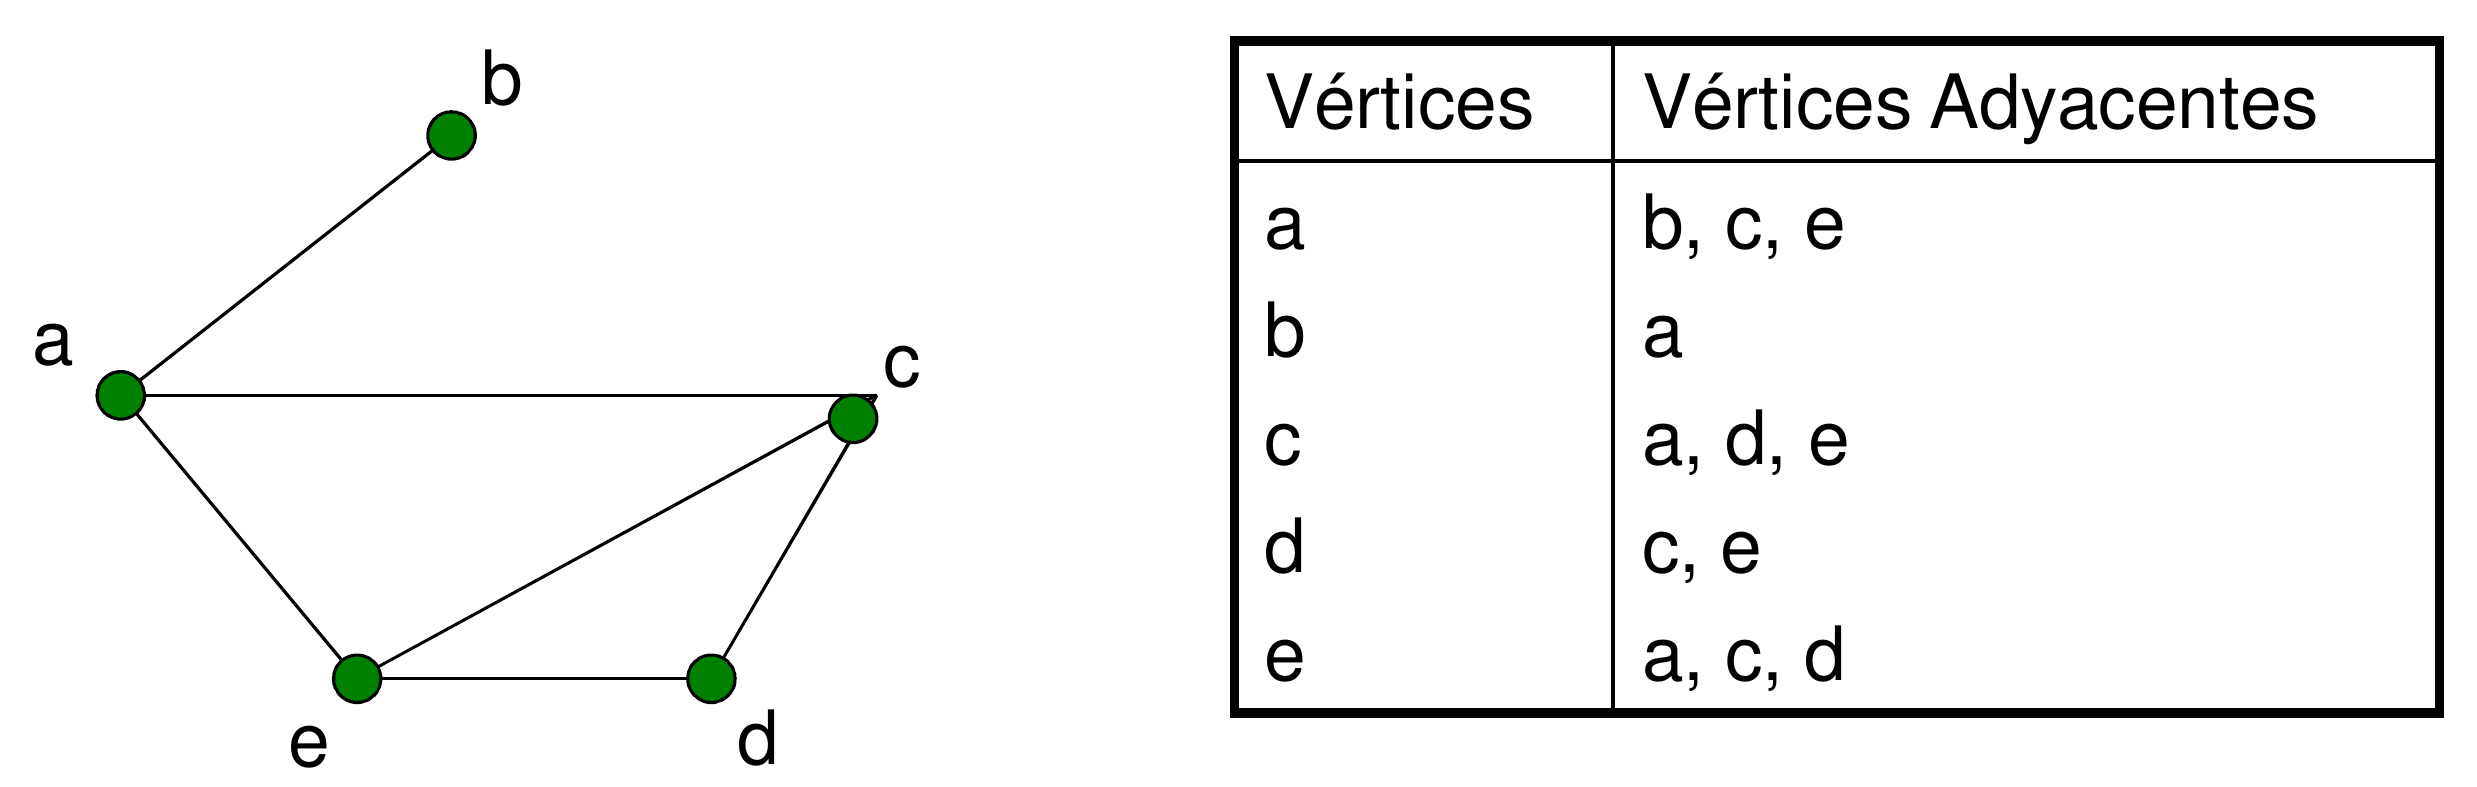 b
a
c
e
d
Vértices Vértices Adyacentes
a b, c, e
b a
c a, d, e
d c, e
e a, c, d